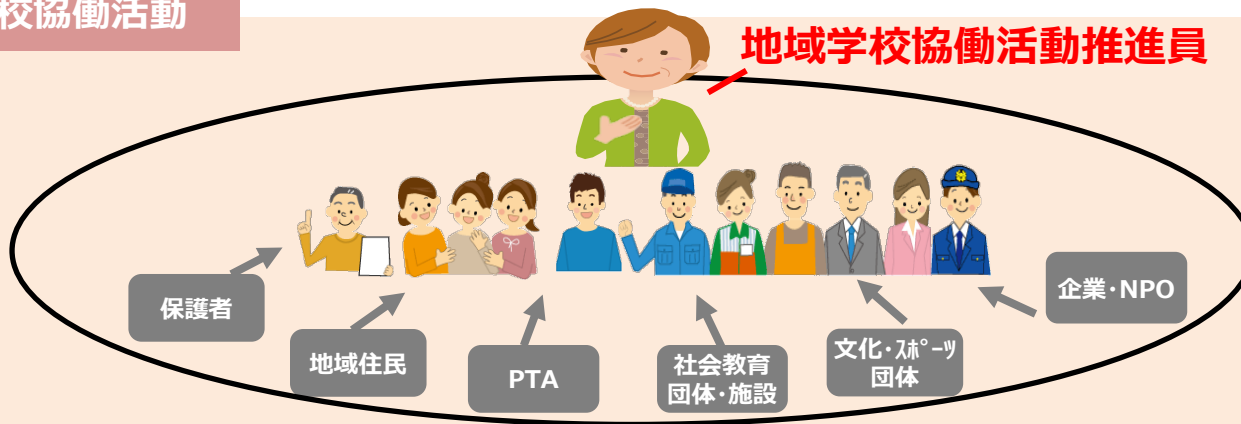 校協働活動
地域学校協働活動推進員
保護者
地域住民
PTA
社会教育
団体・施設
文化・ｽﾎﾟｰﾂ
団体
企業・NPO